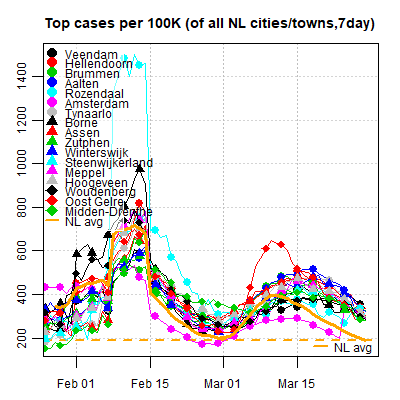 Top cases per 100K (of all NL cities/towns,7day)
1400
1200
1000
800
600
400
200
Veendam
Hellendoorn
Brummen
Aalten
Rozendaal
Amsterdam
Tynaarlo
Borne
Assen
Zutphen
Winterswijk
Steenwijkerland
Meppel
Hoogeveen
Woudenberg
Oost Gelre
Midden-Drenthe
NL avg
NL avg
Feb 01
Feb 15
Mar 01
Mar 15